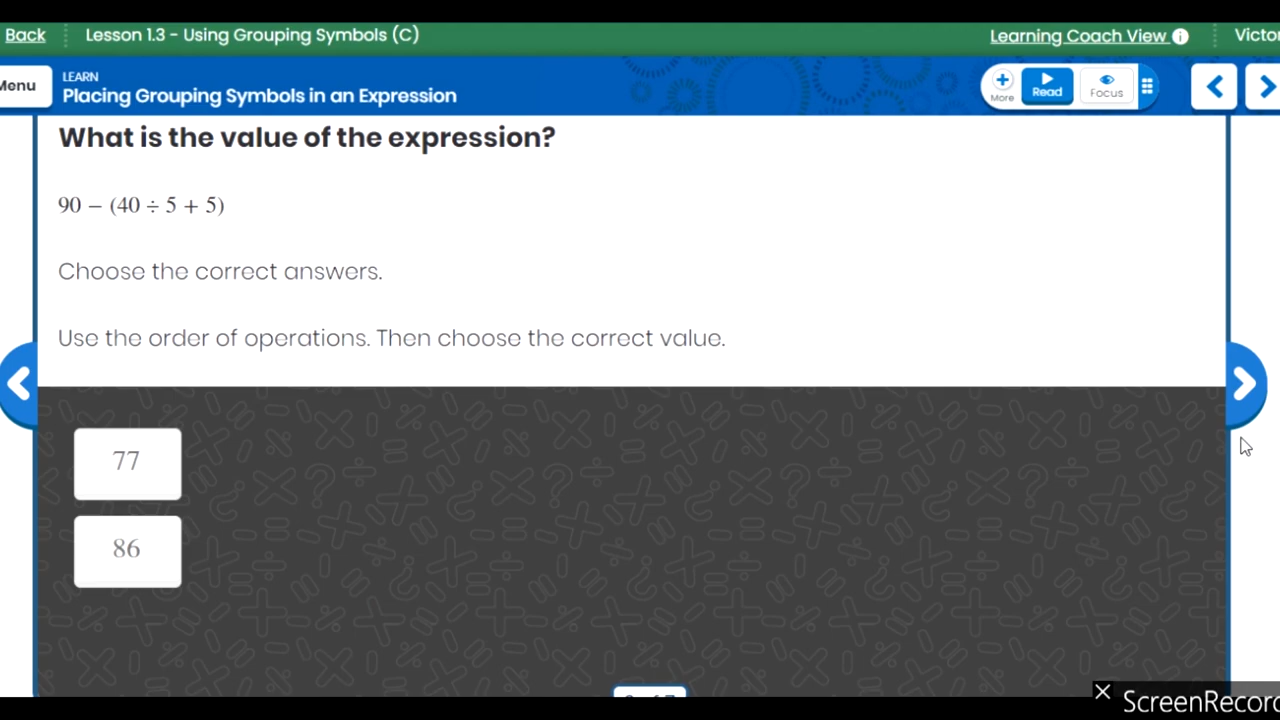 Back
Lesson 1.3 - Using Grouping Symbols (C)
Learning Coach View
Menu
LEARN
Placing Grouping Symbols in an Expression
More
Read
Focus
What is the value of the expression?
90 − (40 ÷ 5 + 5)
Choose the correct answers.
Use the order of operations. Then choose the correct value.
77
86